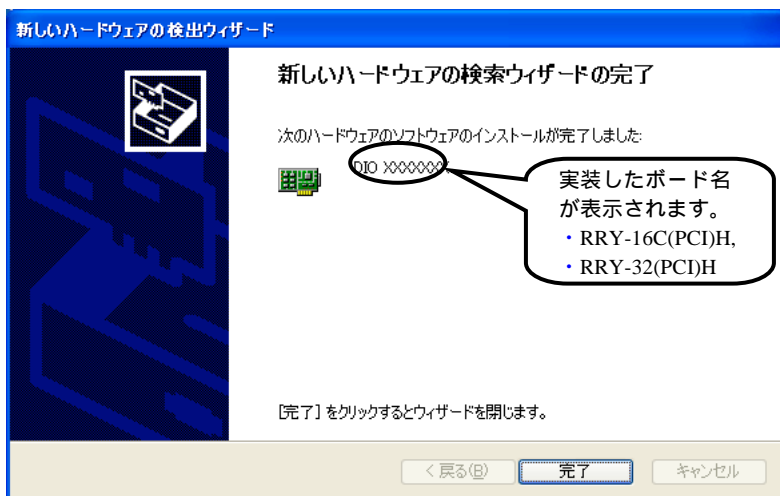 新しいハードウェアの検出ウィザード
新しいハードウェアの検索ウィザードの完了
次のハードウェアのソフトウェアのインストールが完了しました:
DIO XXXXXXX
実装したボード名
が表示されます。
・RRY-16C(PCI)H,
・RRY-32(PCI)H
[完了] をクリックするとウィザードを閉じます。
< 戻る(B)
完了
キャンセル